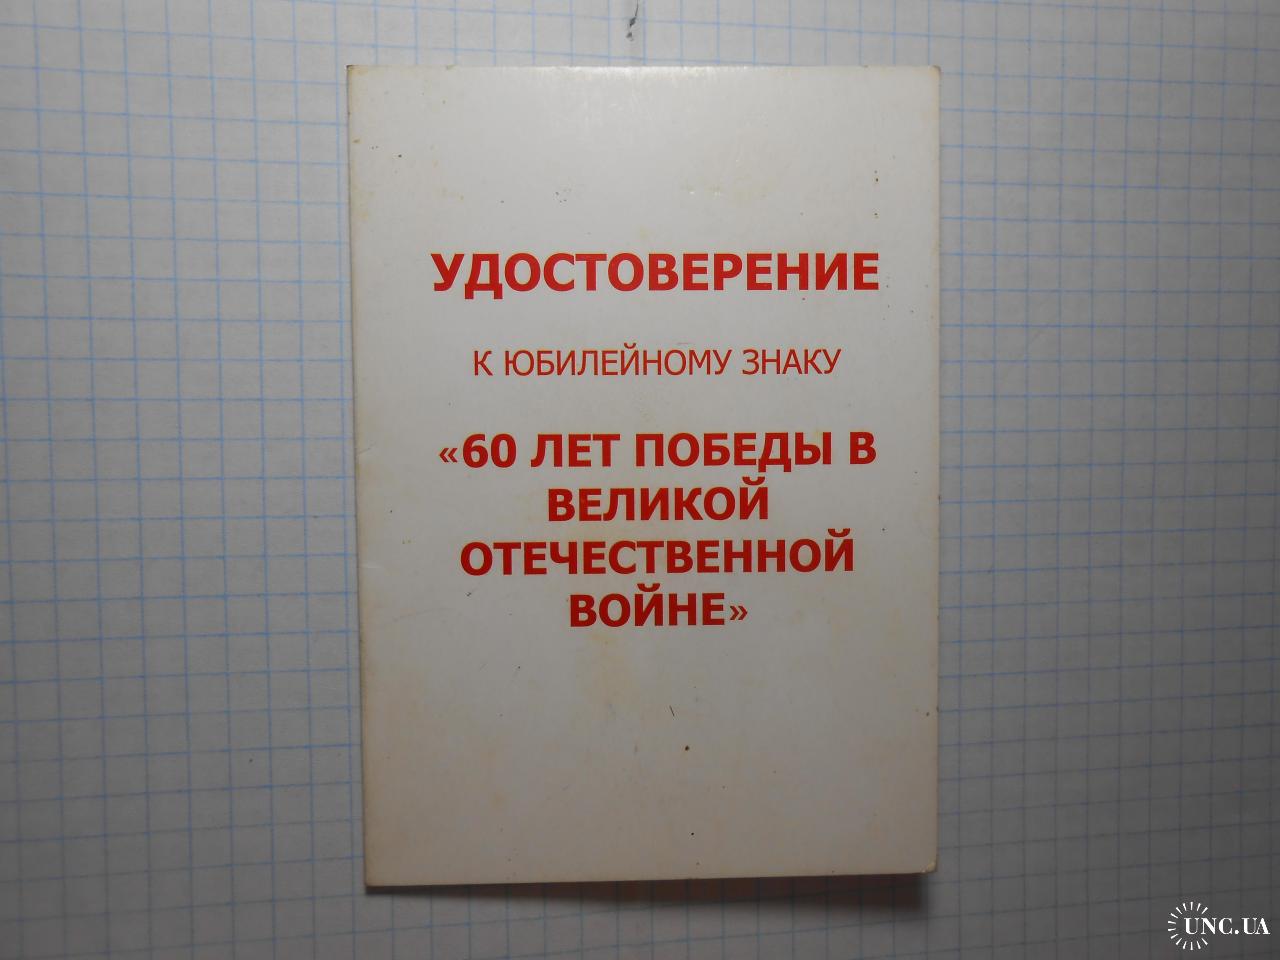 УДОСТОВЕРЕНИЕ
К ЮБИЛЕЙНОМУ ЗНАКУ
«60 ЛЕТ ПОБЕДЫ В
ВЕЛИКОЙ
ОТЕЧЕСТВЕННОЙ
ВОЙНЕ»
UNC.UA